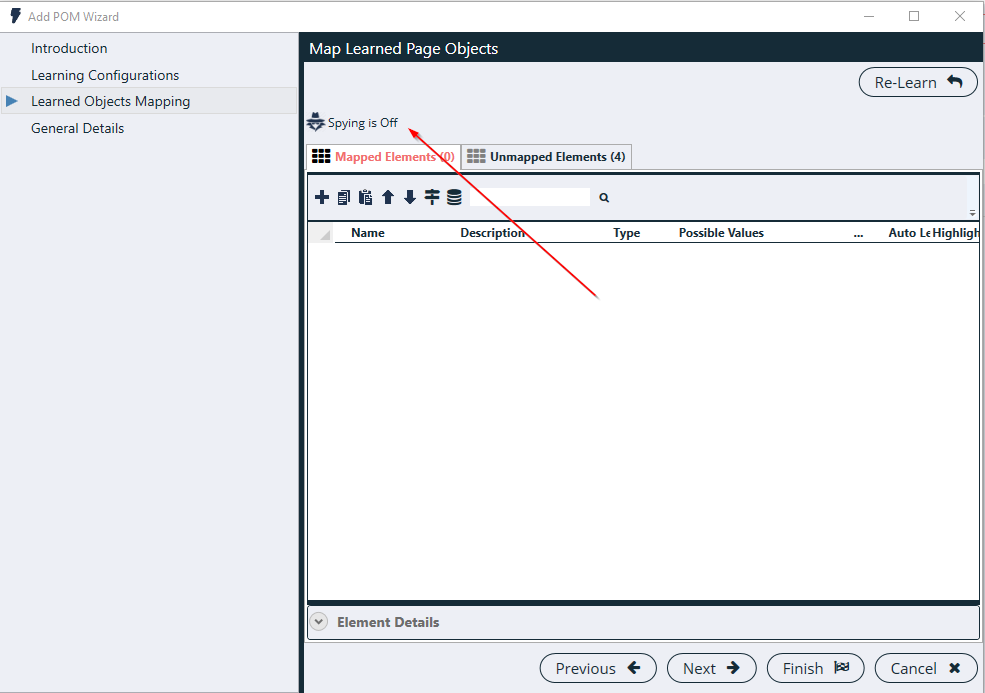 Add POM Wizard
Introduction
Learning Configurations
Learned Objects Mapping
General Details
Map Learned Page Objects
Re-Learn
Spying is Off
Mapped Elements (0) Unmapped Elements (4)
Name Description Type Possible Values ... Auto Le Highligh
Element Details
Previous Next Finish Cancel